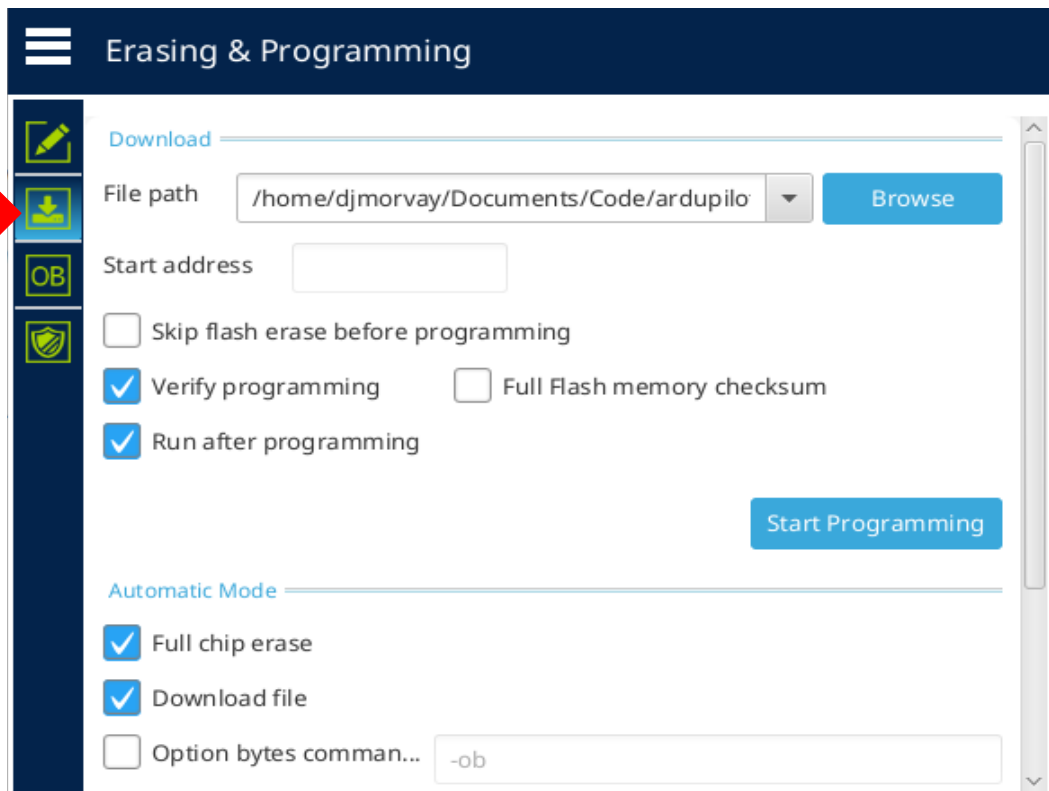 Erasing & Programming
Download
File path /home/djmorvay/Documents/Code/ardupilo Browse
Start address
OB
Skip flash erase before programming
Verify programming Full Flash memory checksum
Run after programming
Start Programming
Automatic Mode
Full chip erase
Download file
Option bytes comman... -ob